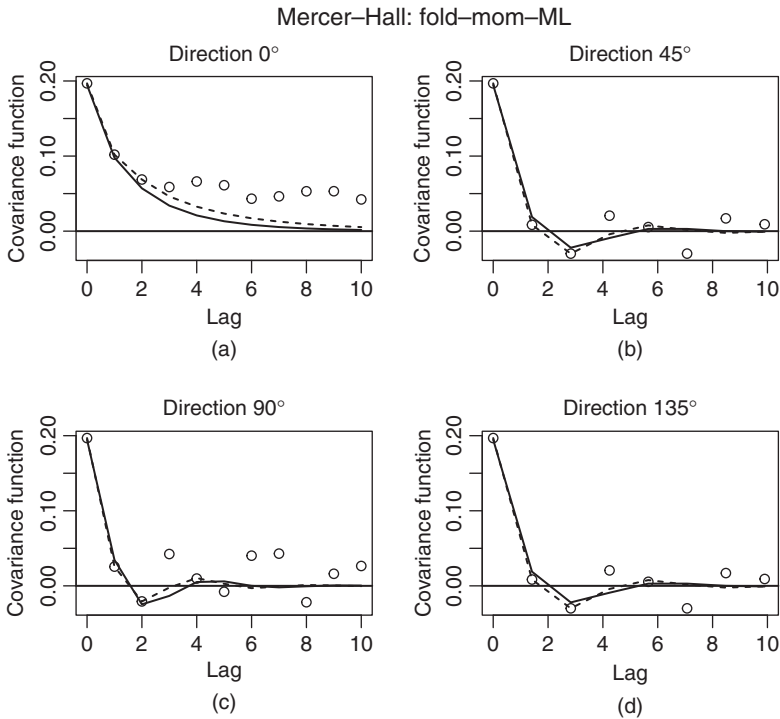 Mercer–Hall: fold–mom–ML
Direction 0°
Covariance function
0.00 0.10 0.20
0 2 4 6 8 10
Lag
(a)
Direction 45°
Covariance function
0.00 0.10 0.20
0 2 4 6 8 10
Lag
(b)
Direction 90°
Covariance function
0.00 0.10 0.20
0 2 4 6 8 10
Lag
(c)
Direction 135°
Covariance function
0.00 0.10 0.20
0 2 4 6 8 10
Lag
(d)